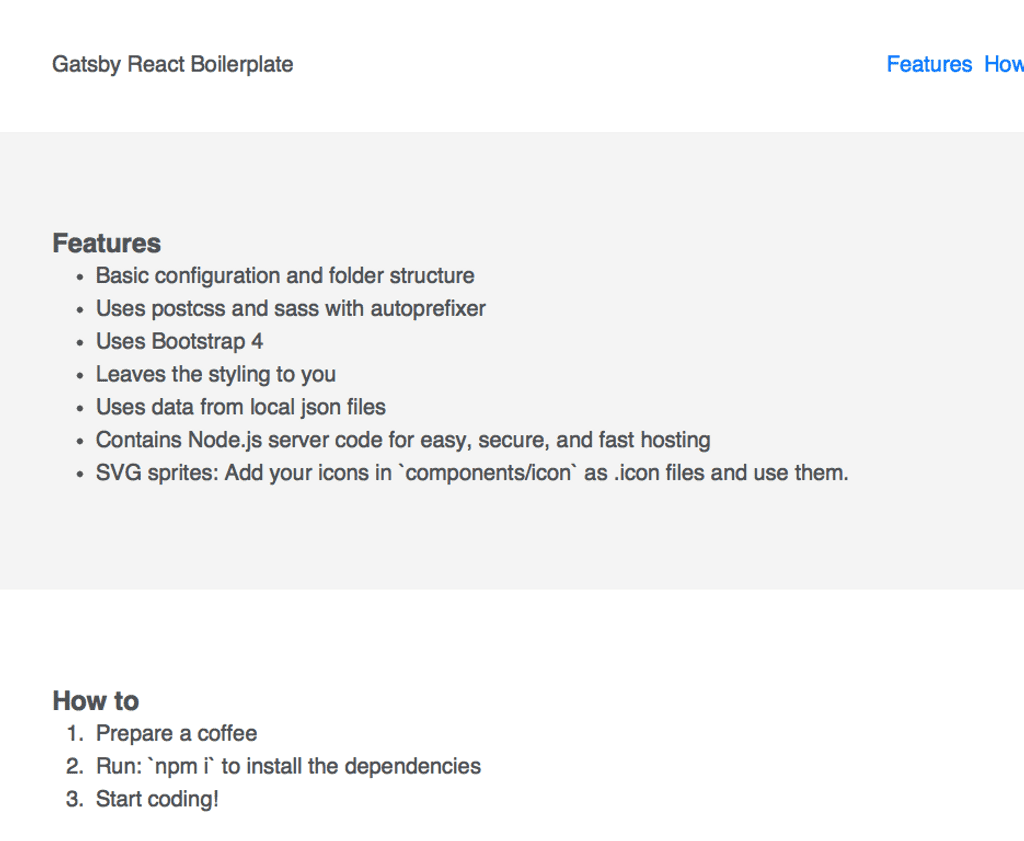 Gatsby React Boilerplate
Features How
Features
• Basic configuration and folder structure
• Uses postcss and sass with autoprefixer
• Uses Bootstrap 4
• Leaves the styling to you
• Uses data from local json files
• Contains Node.js server code for easy, secure, and fast hosting
• SVG sprites: Add your icons in `components/icon` as .icon files and use them.
How to
1. Prepare a coffee
2. Run: `npm i` to install the dependencies
3. Start coding!